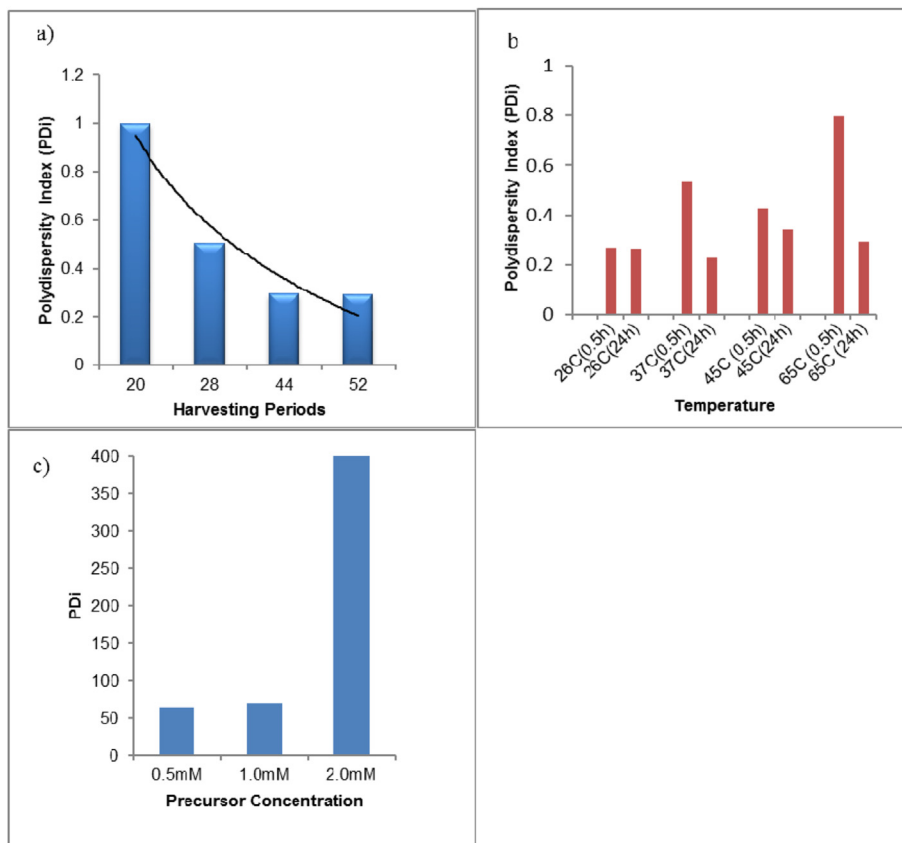 a)
Polydispersity Index (PDi)
1.2
1
0.8
0.6
0.4
0.2
0
20 28 44 52
Harvesting Periods
b
Polydispersity Index (PDi)
1
0.8
0.6
0.4
0.2
0
26C(0.5h)
26C(24h)
37C(0.5h)
37C(24h)
45C (0.5h)
45C(24h)
65C (0.5h)
65C (24h)
Temperature
c)
PDi
400
350
300
250
200
150
100
50
0
0.5mM 1.0mM 2.0mM
Precursor Concentration